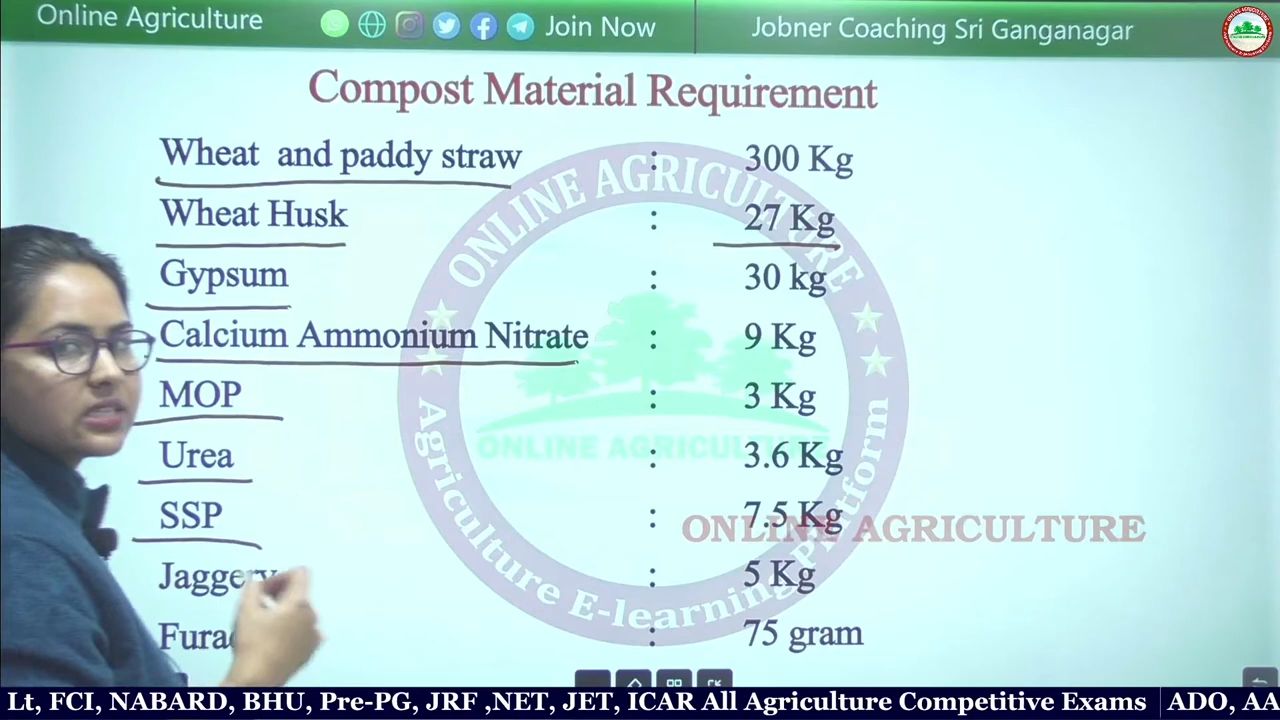 Online Agriculture
Join Now
Jobner Coaching Sri Ganganagar
Compost Material Requirement
Wheat and paddy straw : 300 Kg
Wheat Husk : 27 Kg
Gypsum : 30 kg
Calcium Ammonium Nitrate : 9 Kg
MOP : 3 Kg
Urea : 3.6 Kg
SSP : 7.5 Kg
Jaggery : 5 Kg
: 75 gram
ONLINE AGRICULTURE
ONLINE AGRICULTURE
Agriculture E-learning Platform
ONLINE AGRICULTURE
Lt, FCI, NABARD, BHU, Pre-PG, JRF ,NET, JET, ICAR All Agriculture Competitive Exams ADO, AA